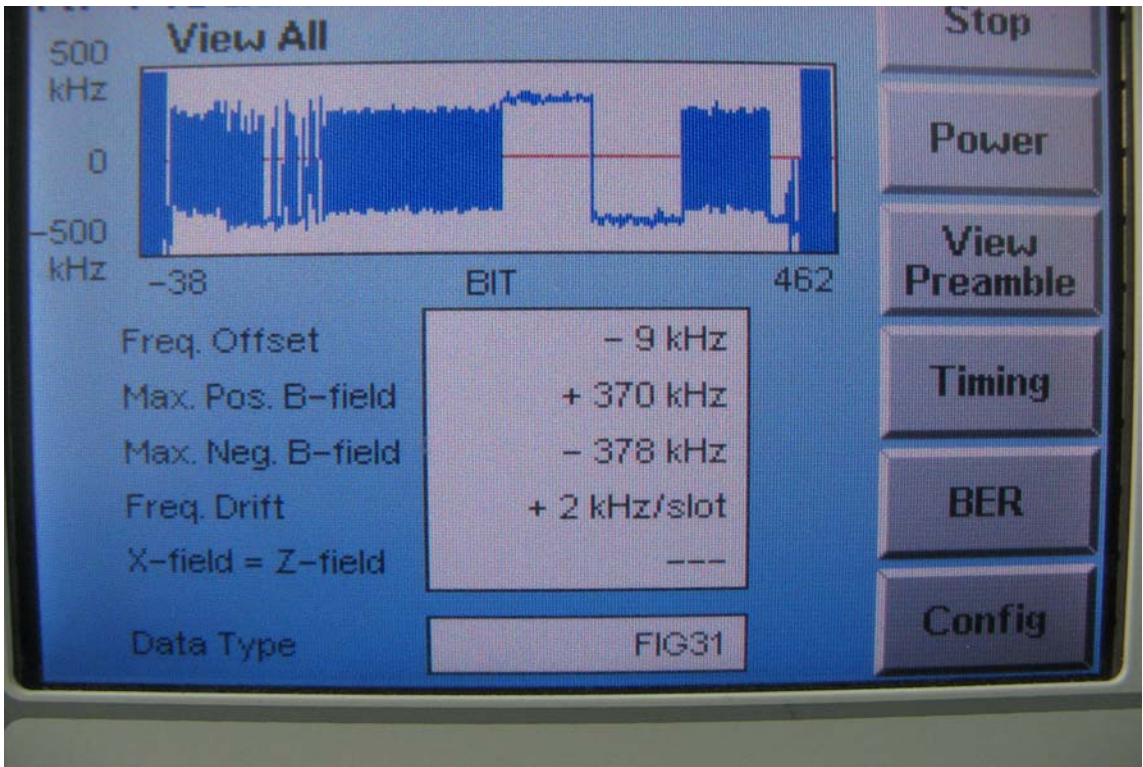 View All
500
kHz
0
-500
kHz
-38 BIT 462
Freq. Offset - 9 kHz
Max. Pos. B-field + 370 kHz
Max. Neg. B-field - 378 kHz
Freq. Drift + 2 kHz/slot
X-field = Z-field ---
Data Type FIG31
Stop
Power
View
Preamble
Timing
BER
Config